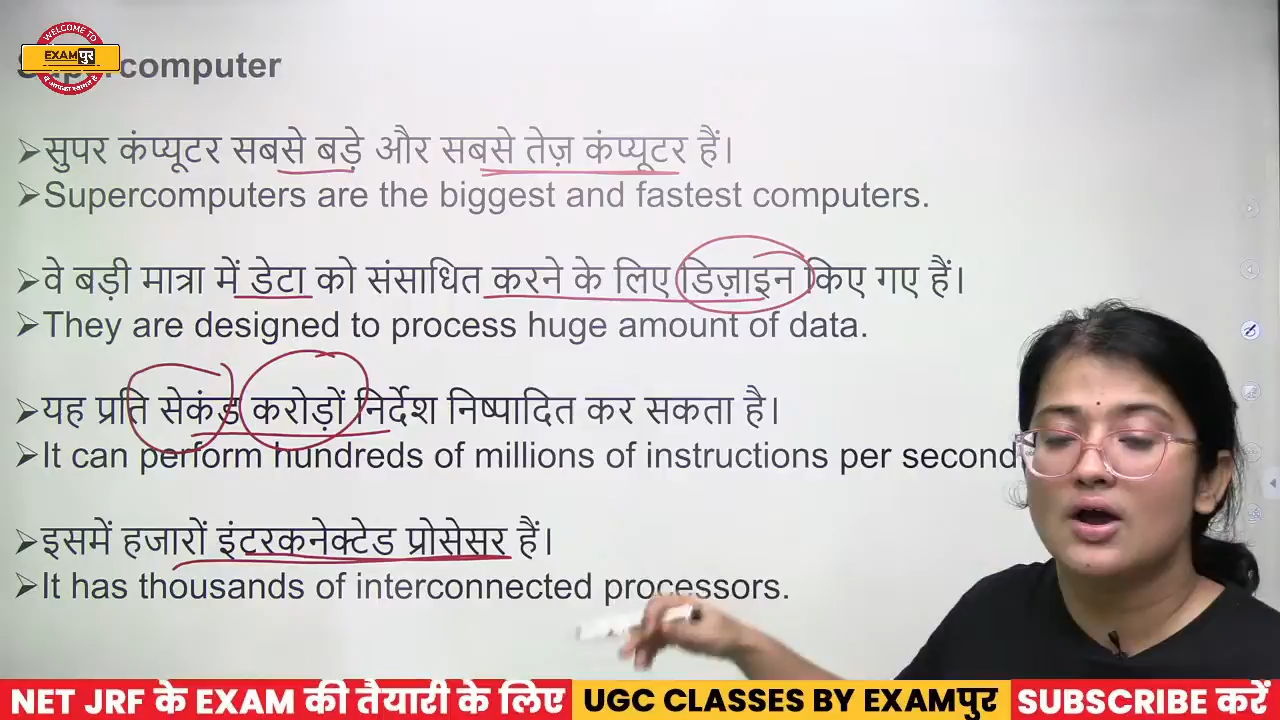 WELCOME TO
EXAMपुर
Supercomputer
➢सुपर कंप्यूटर सबसे बड़े और सबसे तेज़ कंप्यूटर हैं।
➢Supercomputers are the biggest and fastest computers.
➢वे बड़ी मात्रा में डेटा को संसाधित करने के लिए डिज़ाइन किए गए हैं।
➢They are designed to process huge amount of data.
➢यह प्रति सेकंड करोड़ों निर्देश निष्पादित कर सकता है।
➢It can perform hundreds of millions of instructions per second
➢इसमें हजारों इंटरकनेक्टेड प्रोसेसर हैं।
➢It has thousands of interconnected processors.
NET JRF के EXAM की तैयारी के लिए UGC CLASSES BY EXAMपुर SUBSCRIBE करें